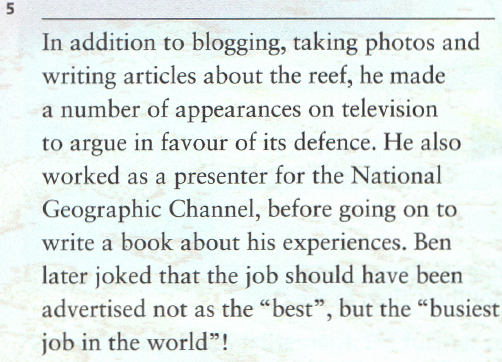 5
In addition to blogging, taking photos and
writing articles about the reef, he made
a number of appearances on television
to argue in favour of its defence. He also
worked as a presenter for the National
Geographic Channel, before going on to
write a book about his experiences. Ben
later joked that the job should have been
advertised not as the “best”, but the “busiest
job in the world”!